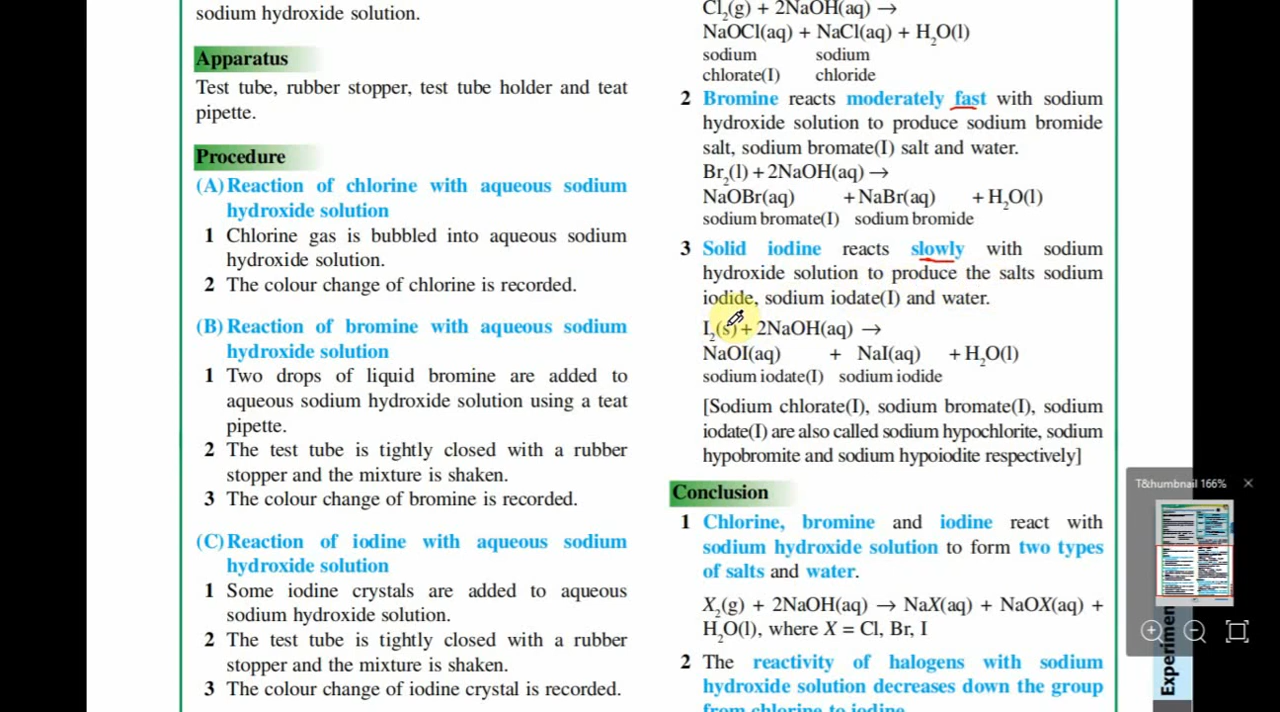 sodium hydroxide solution.
Apparatus
Test tube, rubber stopper, test tube holder and teat
pipette.
Procedure
(A) Reaction of chlorine with aqueous sodium
hydroxide solution
1 Chlorine gas is bubbled into aqueous sodium
hydroxide solution.
2 The colour change of chlorine is recorded.
(B) Reaction of bromine with aqueous sodium
hydroxide solution
1 Two drops of liquid bromine are added to
aqueous sodium hydroxide solution using a teat
pipette.
2 The test tube is tightly closed with a rubber
stopper and the mixture is shaken.
3 The colour change of bromine is recorded.
(C) Reaction of iodine with aqueous sodium
hydroxide solution
1 Some iodine crystals are added to aqueous
sodium hydroxide solution.
2 The test tube is tightly closed with a rubber
stopper and the mixture is shaken.
3 The colour change of iodine crystal is recorded.
Cl₂(g) + 2NaOH(aq) →
NaOCl(aq) + NaCl(aq) + H₂O(l)
sodium sodium
chlorate(I) chloride
2 Bromine reacts moderately fast with sodium
hydroxide solution to produce sodium bromide
salt, sodium bromate(I) salt and water.
Br₂(l) + 2NaOH(aq) →
NaOBr(aq) + NaBr(aq) + H₂O(l)
sodium bromate(I) sodium bromide
3 Solid iodine reacts slowly with sodium
hydroxide solution to produce the salts sodium
iodide, sodium iodate(I) and water.
I₂(s) + 2NaOH(aq) →
NaOI(aq) + NaI(aq) + H₂O(l)
sodium iodate(I) sodium iodide
[Sodium chlorate(I), sodium bromate(I), sodium
iodate(I) are also called sodium hypochlorite, sodium
hypobromite and sodium hypoiodite respectively]
Conclusion
1 Chlorine, bromine and iodine react with
sodium hydroxide solution to form two types
of salts and water.
X₂(g) + 2NaOH(aq) → NaX(aq) + NaOX(aq) +
H₂O(l), where X = Cl, Br, I
2 The reactivity of halogens with sodium
hydroxide solution decreases down the group
from chlorine to iodine.
T&humbnail 166%
Experimen